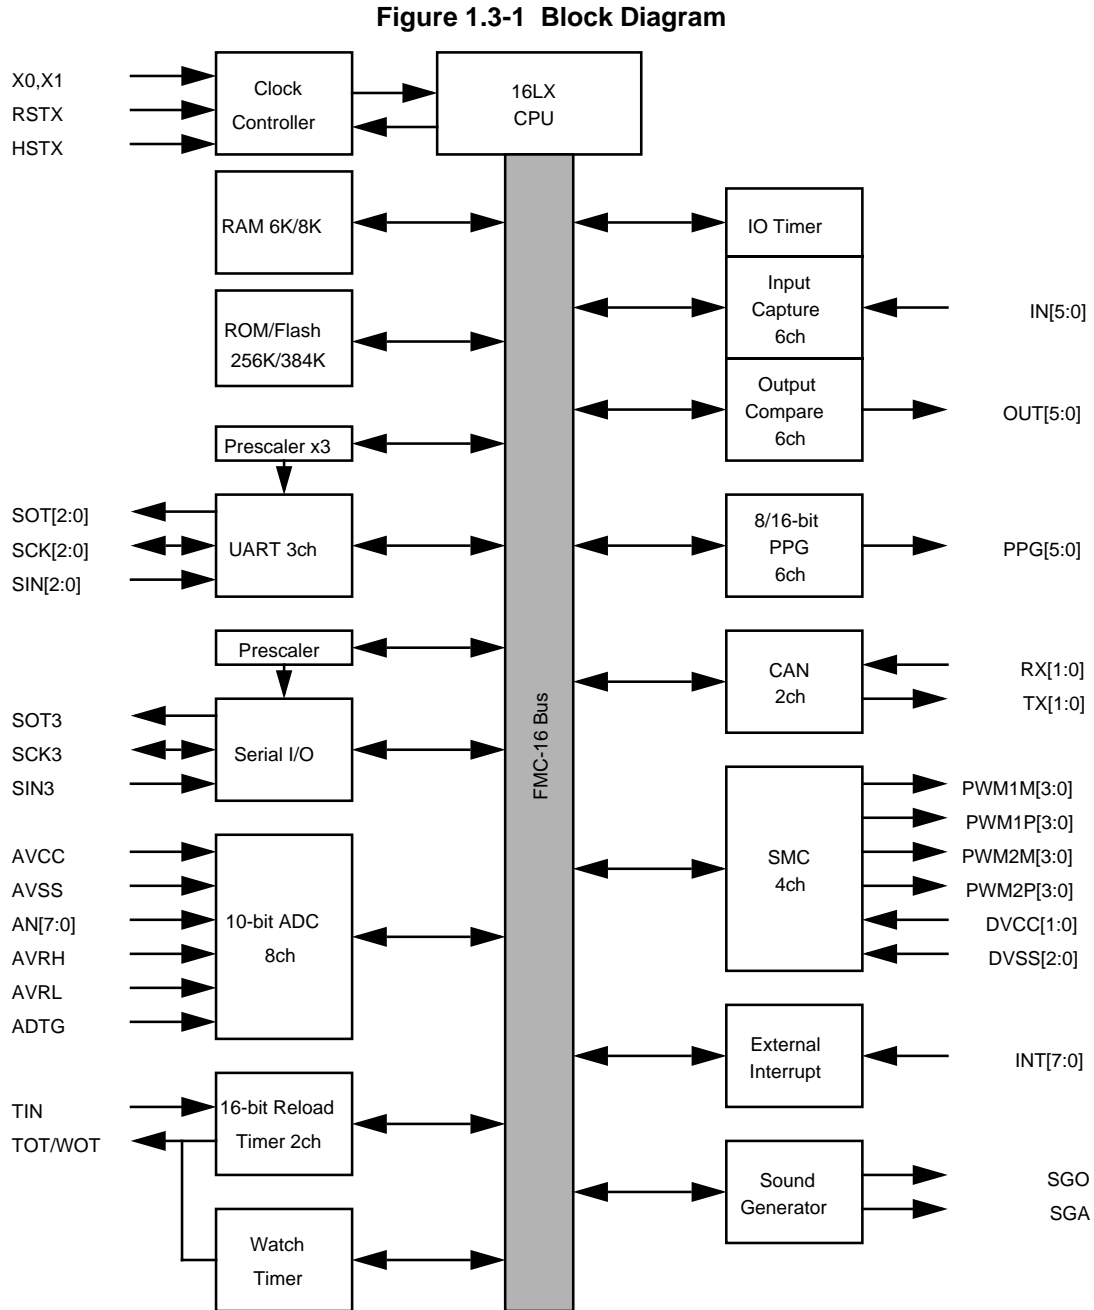 Figure 1.3-1 Block Diagram
X0,X1
RSTX
HSTX
Clock
Controller
16LX
CPU
RAM 6K/8K
ROM/Flash
256K/384K
Prescaler x3
SOT[2:0]
SCK[2:0]
SIN[2:0]
UART 3ch
Prescaler
SOT3
SCK3
SIN3
Serial I/O
AVCC
AVSS
AN[7:0]
AVRH
AVRL
ADTG
10-bit ADC
8ch
TIN
TOT/WOT
16-bit Reload
Timer 2ch
Watch
Timer
FMC-16 Bus
IO Timer
Input
Capture
6ch
IN[5:0]
Output
Compare
6ch
OUT[5:0]
8/16-bit
PPG
6ch
PPG[5:0]
CAN
2ch
RX[1:0]
TX[1:0]
SMC
4ch
PWM1M[3:0]
PWM1P[3:0]
PWM2M[3:0]
PWM2P[3:0]
DVCC[1:0]
DVSS[2:0]
External
Interrupt
INT[7:0]
Sound
Generator
SGO
SGA